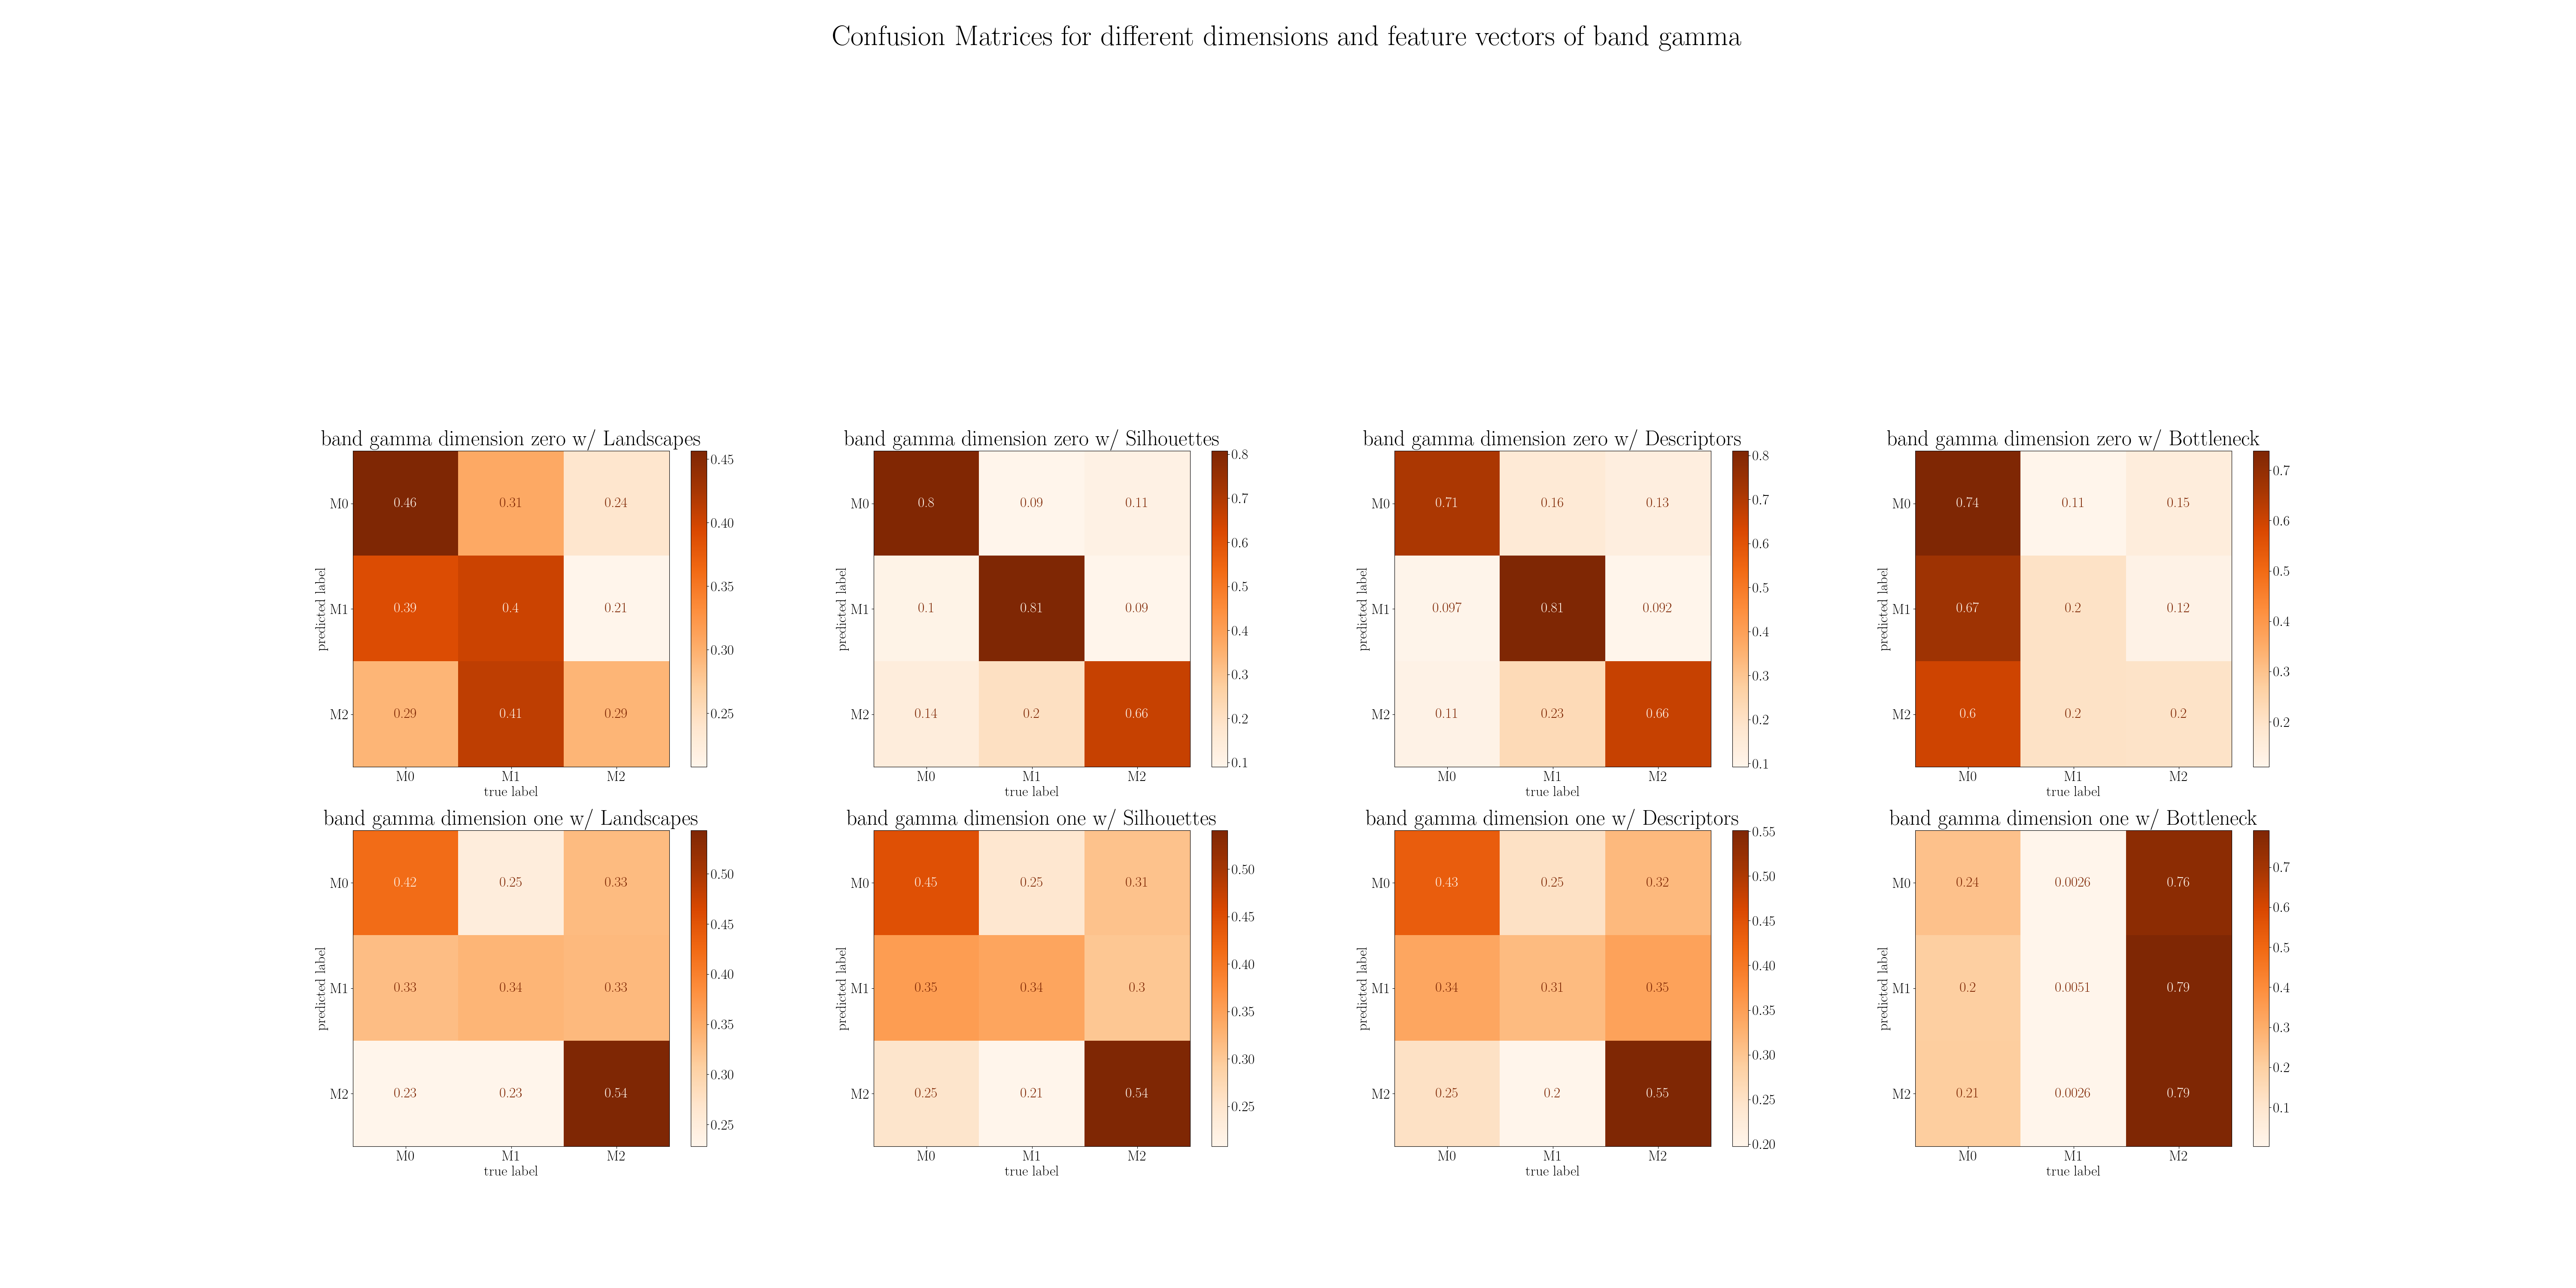 Confusion Matrices for different dimensions and feature vectors of band gamma
band gamma dimension zero w/ Landscapes
predicted label
M0 0.46 0.31 0.24
M1 0.39 0.4 0.21
M2 0.29 0.41 0.29
M0 M1 M2
true label
0.45
0.40
0.35
0.30
0.25
band gamma dimension zero w/ Silhouettes
predicted label
M0 0.8 0.09 0.11
M1 0.1 0.81 0.09
M2 0.14 0.2 0.66
M0 M1 M2
true label
0.8
0.7
0.6
0.5
0.4
0.3
0.2
0.1
band gamma dimension zero w/ Descriptors
predicted label
M0 0.71 0.16 0.13
M1 0.097 0.81 0.092
M2 0.11 0.23 0.66
M0 M1 M2
true label
0.8
0.7
0.6
0.5
0.4
0.3
0.2
0.1
band gamma dimension zero w/ Bottleneck
predicted label
M0 0.74 0.11 0.15
M1 0.67 0.2 0.12
M2 0.6 0.2 0.2
M0 M1 M2
true label
0.7
0.6
0.5
0.4
0.3
0.2
band gamma dimension one w/ Landscapes
predicted label
M0 0.42 0.25 0.33
M1 0.33 0.34 0.33
M2 0.23 0.23 0.54
M0 M1 M2
true label
0.50
0.45
0.40
0.35
0.30
0.25
band gamma dimension one w/ Silhouettes
predicted label
M0 0.45 0.25 0.31
M1 0.35 0.34 0.3
M2 0.25 0.21 0.54
M0 M1 M2
true label
0.50
0.45
0.40
0.35
0.30
0.25
band gamma dimension one w/ Descriptors
predicted label
M0 0.43 0.25 0.32
M1 0.34 0.31 0.35
M2 0.25 0.2 0.55
M0 M1 M2
true label
0.55
0.50
0.45
0.40
0.35
0.30
0.25
0.20
band gamma dimension one w/ Bottleneck
predicted label
M0 0.24 0.0026 0.76
M1 0.2 0.0051 0.79
M2 0.21 0.0026 0.79
M0 M1 M2
true label
0.7
0.6
0.5
0.4
0.3
0.2
0.1